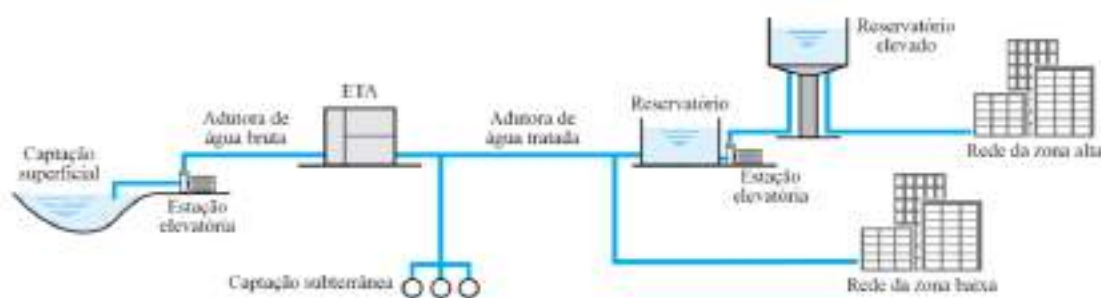 Reservatório
elevado
ETA
Reservatório
Adutora de
água bruta
Adutora de
água tratada
Captação
superficial
Rede da zona alta
Estação
elevatória
Estação
elevatória
Captação subterrânea
Rede da zona baixa